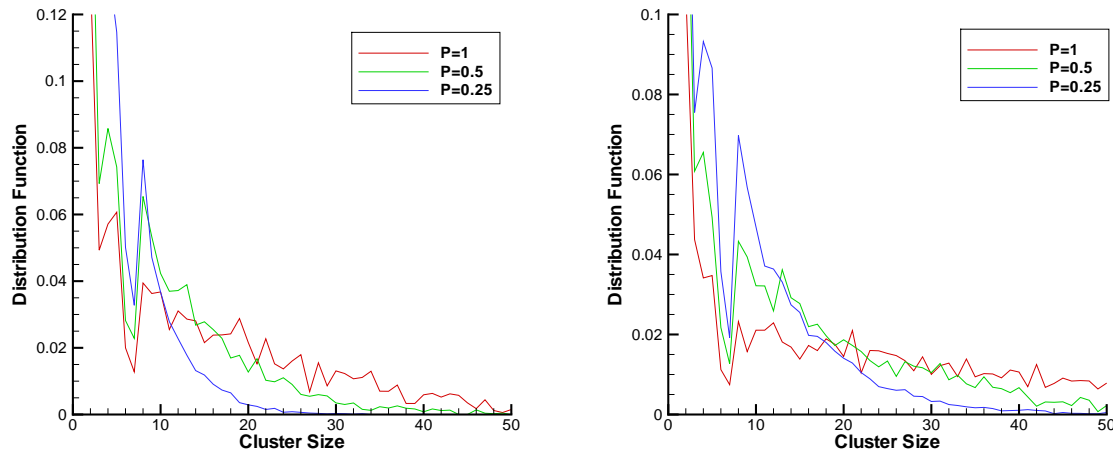 0.12
0.1
0.08
0.06
0.04
0.02
0
Distribution Function
0 10 20 30 40 50
Cluster Size
P=1
P=0.5
P=0.25
0.1
0.08
0.06
0.04
0.02
0
Distribution Function
0 10 20 30 40 50
Cluster Size
P=1
P=0.5
P=0.25